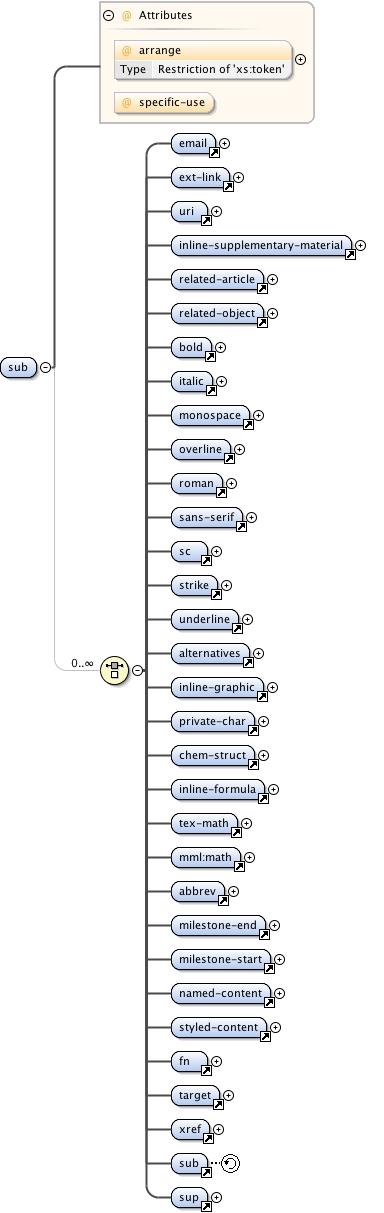 Attributes
@ arrange
Type Restriction of 'xs:token'
@ specific-use
email
ext-link
uri
inline-supplementary-material
related-article
related-object
bold
sub
italic
monospace
overline
roman
sans-serif
sc
strike
underline
alternatives
0..∞
inline-graphic
private-char
chem-struct
inline-formula
tex-math
mml:math
abbrev
milestone-end
milestone-start
named-content
styled-content
fn
target
xref
sub
sup